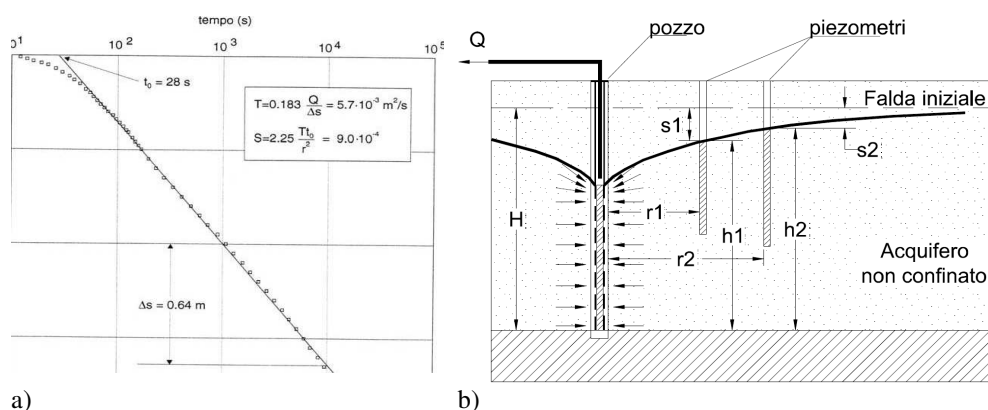 tempo (s)
10¹ 10² 10³ 10⁴ 10⁵
t₀ = 28 s
T=0.183 Q/Δs = 5.7·10⁻³ m²/s
S=2.25 Tt₀/r² = 9.0·10⁻⁴
Δs = 0.64 m
a)
Q
pozzo
piezometri
Falda iniziale
s1
s2
H
r1
h1
h2
r2
Acquifero
non confinato
b)